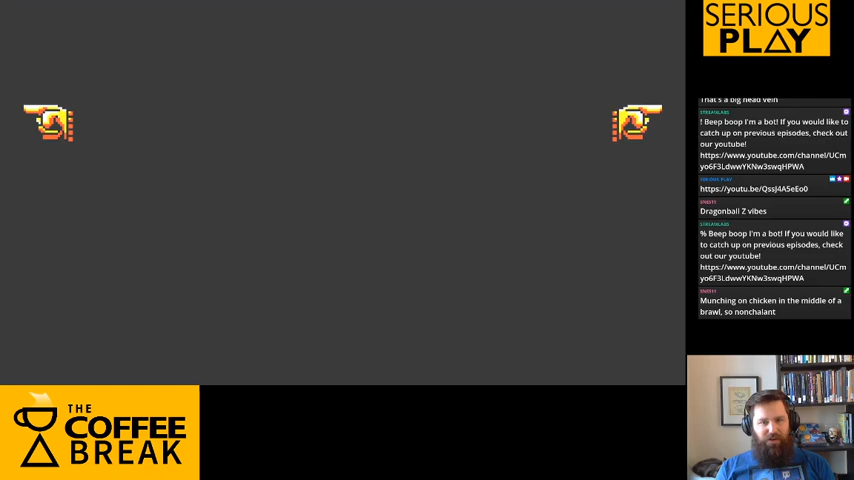 SERIOUS
PLAY
That's a big head vein
STREAMLABS
! Beep boop I'm a bot! If you would like to
catch up on previous episodes, check out
our youtube!
https://www.youtube.com/channel/UCm
yo6F3LdwwYKNw3swqHPWA
SERIOUS PLAY
https://youtu.be/QssJ4A5eEo0
Dragonball Z vibes
STREAMLABS
% Beep boop I'm a bot! If you would like
to catch up on previous episodes, check
out our youtube!
https://www.youtube.com/channel/UCm
yo6F3LdwwYKNw3swqHPWA
Munching on chicken in the middle of a
brawl, so nonchalant
THE
COFFEE
BREAK